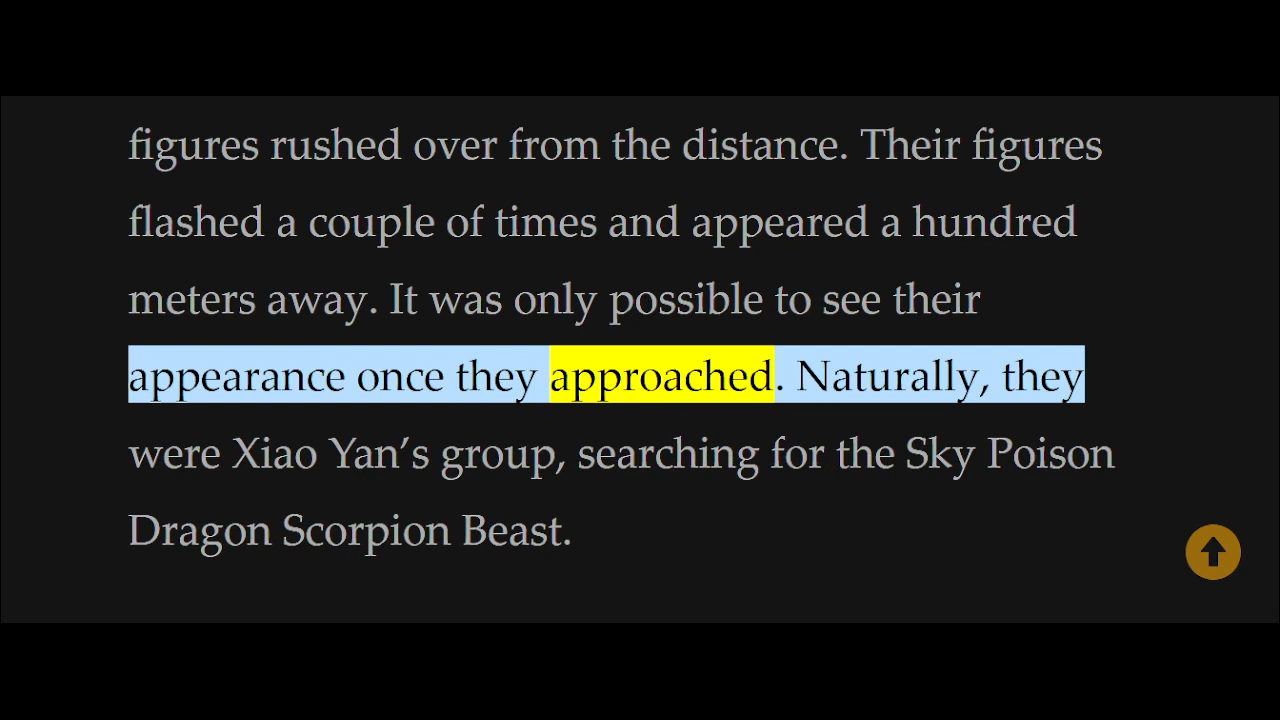 figures rushed over from the distance. Their figures
flashed a couple of times and appeared a hundred
meters away. It was only possible to see their
appearance once they approached. Naturally, they
were Xiao Yan’s group, searching for the Sky Poison
Dragon Scorpion Beast.